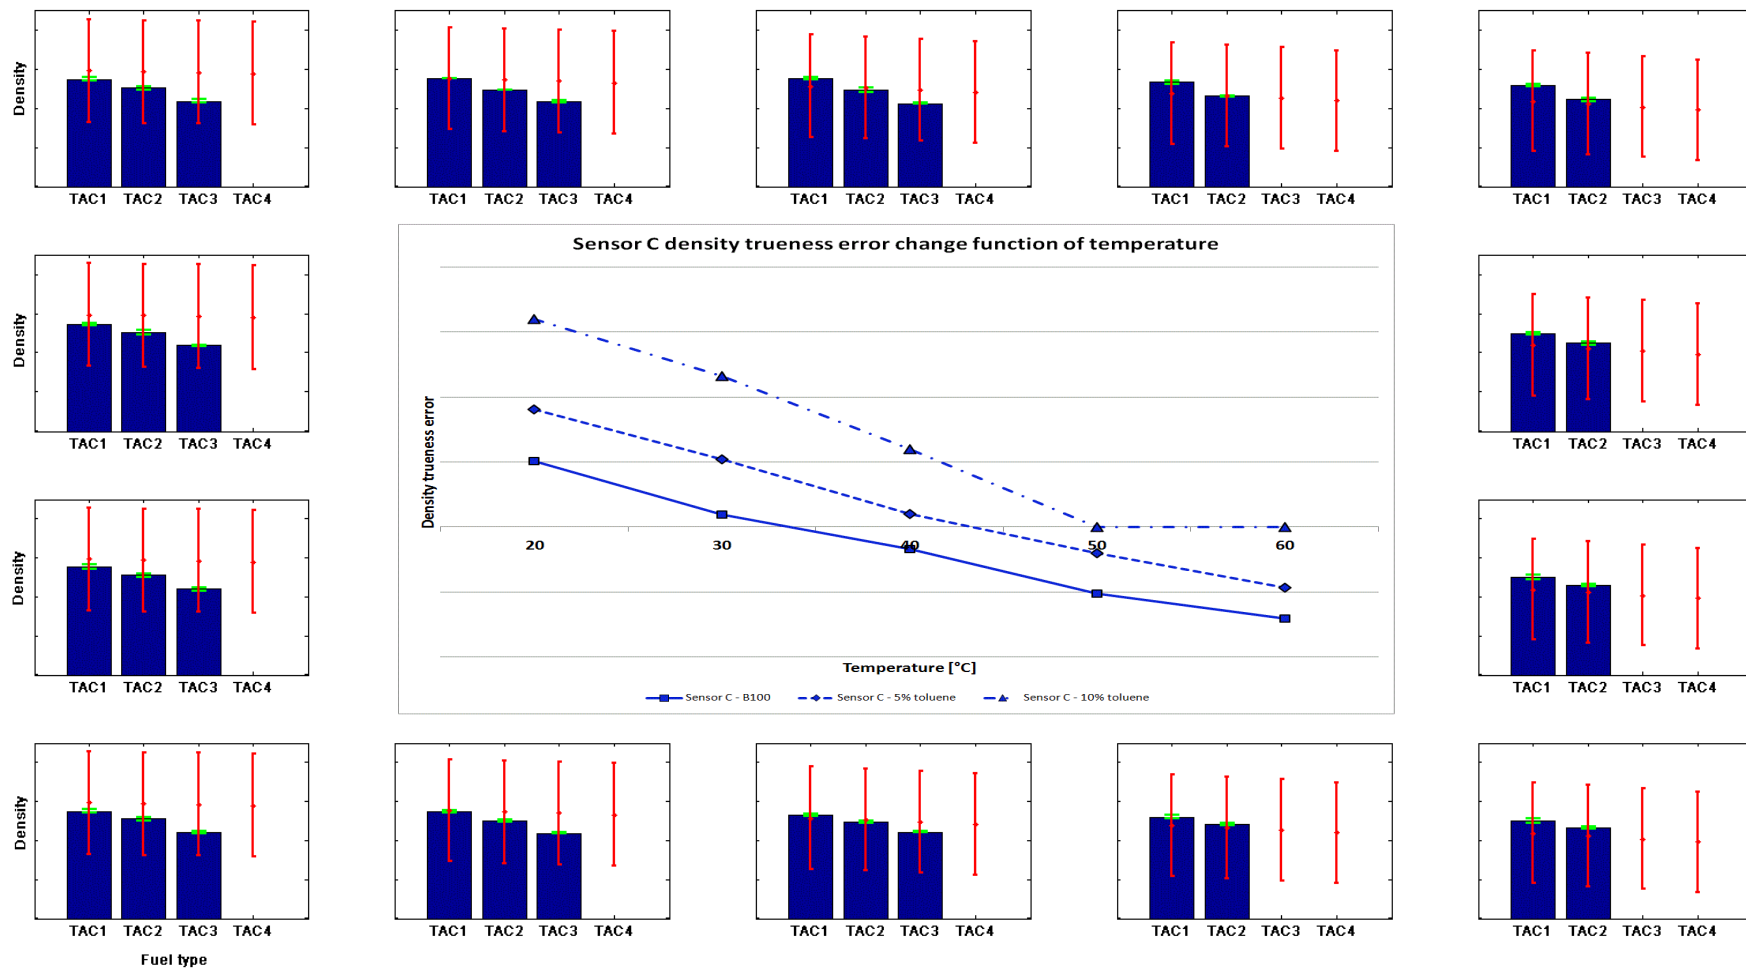 Density
TAC1 TAC2 TAC3 TAC4
TAC1 TAC2 TAC3 TAC4
TAC1 TAC2 TAC3 TAC4
TAC1 TAC2 TAC3 TAC4
TAC1 TAC2 TAC3 TAC4
Density
TAC1 TAC2 TAC3 TAC4
Sensor C density trueness error change function of temperature
Density trueness error
20 30 40 50 60
Temperature [°C]
Sensor C - B100 Sensor C - 5% toluene Sensor C - 10% toluene
TAC1 TAC2 TAC3 TAC4
Density
TAC1 TAC2 TAC3 TAC4
TAC1 TAC2 TAC3 TAC4
Density
TAC1 TAC2 TAC3 TAC4
Fuel type
TAC1 TAC2 TAC3 TAC4
TAC1 TAC2 TAC3 TAC4
TAC1 TAC2 TAC3 TAC4
TAC1 TAC2 TAC3 TAC4